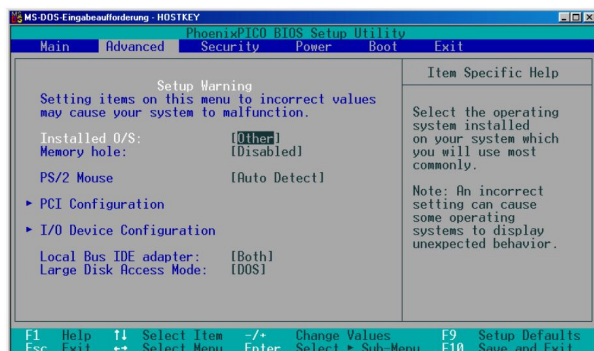 MS-DOS-Eingabeaufforderung - HOSTKEY
PhoenixPICO BIOS Setup Utility
Main Advanced Security Power Boot Exit
Setup Warning
Setting items on this menu to incorrect values
may cause your system to malfunction.
Installed O/S: [Other]
Memory hole: [Disabled]
PS/2 Mouse [Auto Detect]
PCI Configuration
I/O Device Configuration
Local Bus IDE adapter: [Both]
Large Disk Access Mode: [DOS]
Item Specific Help
Select the operating
system installed
on your system which
you will use most
commonly.
Note: An incorrect
setting can cause
some operating
systems to display
unexpected behavior.
F1 Help ↑↓ Select Item -/+ Change Values F9 Setup Defaults
Esc Exit ↔ Select Menu Enter Select ▶ Sub-Menu F10 Save and Exit